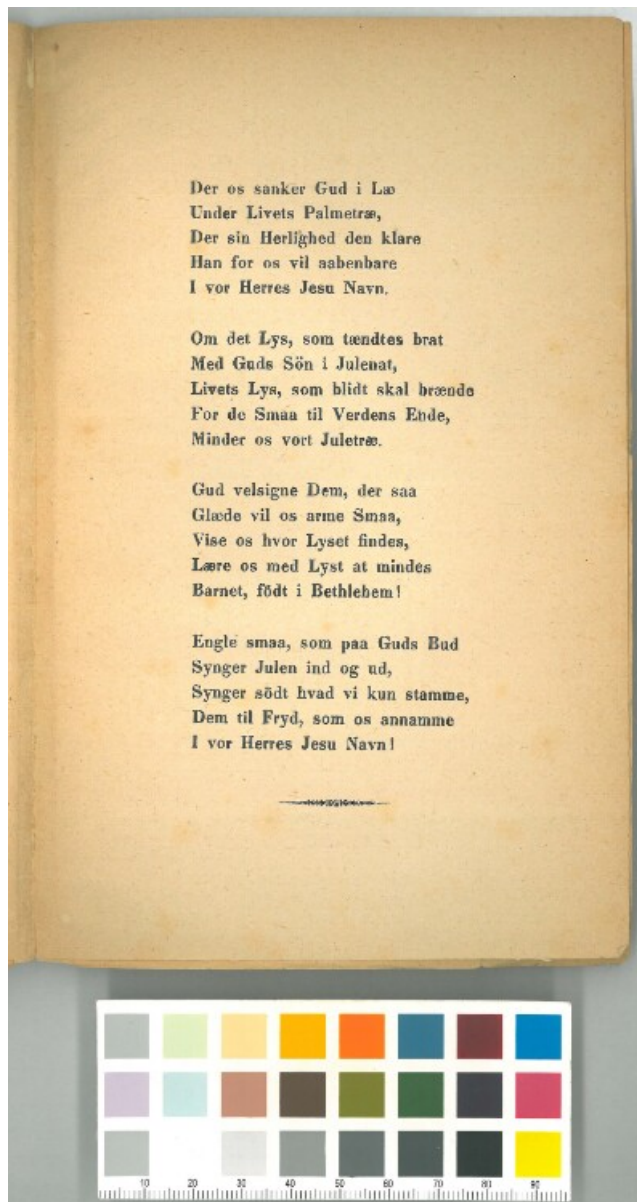 Der os sanker Gud i Læ
Under Livets Palmetræ,
Der sin Herlighed den klare
Han for os vil aabenbare
I vor Herres Jesu Navn.
Om det Lys, som tændtes brat
Med Guds Sön i Julenat,
Livets Lys, som blidt skal brænde
For de Smaa til Verdens Ende,
Minder os vort Juletræ.
Gud velsigne Dem, der saa
Glæde vil os arme Smaa,
Vise os hvor Lyset findes,
Lære os med Lyst at mindes
Barnet, födt i Bethlehem!
Engle smaa, som paa Guds Bud
Synger Julen ind og ud,
Synger södt hvad vi kun stamme,
Dem til Fryd, som os annamme
I vor Herres Jesu Navn!
10 20 30 40 50 60 70 80 90